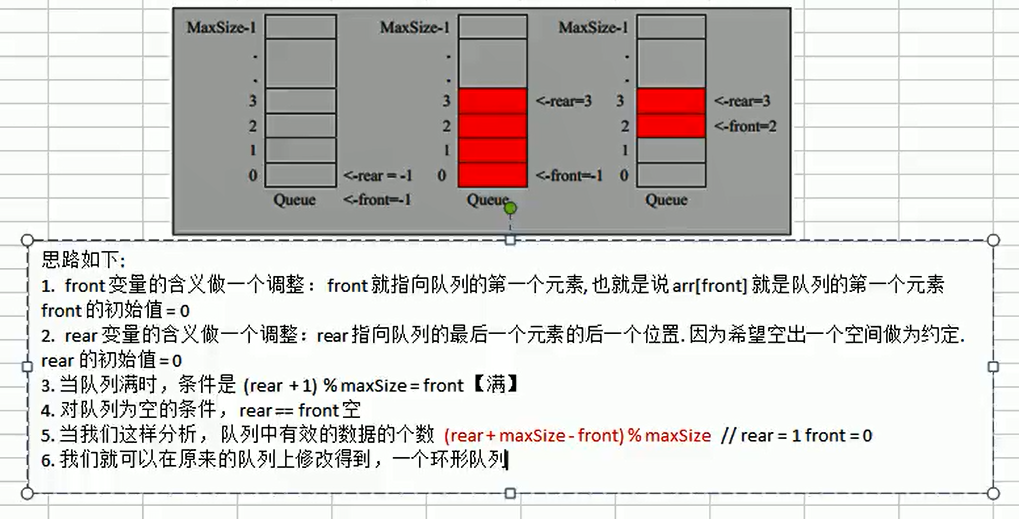 MaxSize-1
MaxSize-1
MaxSize-1
3
3
<-rear=3
3
<-rear=3
2
2
2
<-front=2
1
1
1
0
<-rear = -1
0
<-front=-1
0
Queue
<-front=-1
Queue
Queue
思路如下:
1. front 变量的含义做一个调整： front 就指向队列的第一个元素, 也就是说 arr[front] 就是队列的第一个元素
front 的初始值 = 0
2. rear 变量的含义做一个调整：rear 指向队列的最后一个元素的后一个位置. 因为希望空出一个空间做为约定.
rear 的初始值 = 0
3. 当队列满时，条件是 (rear + 1) % maxSize = front 【满】
4. 对队列为空的条件， rear == front 空
5. 当我们这样分析， 队列中有效的数据的个数 (rear + maxSize - front) % maxSize // rear = 1 front = 0
6. 我们就可以在原来的队列上修改得到，一个环形队列